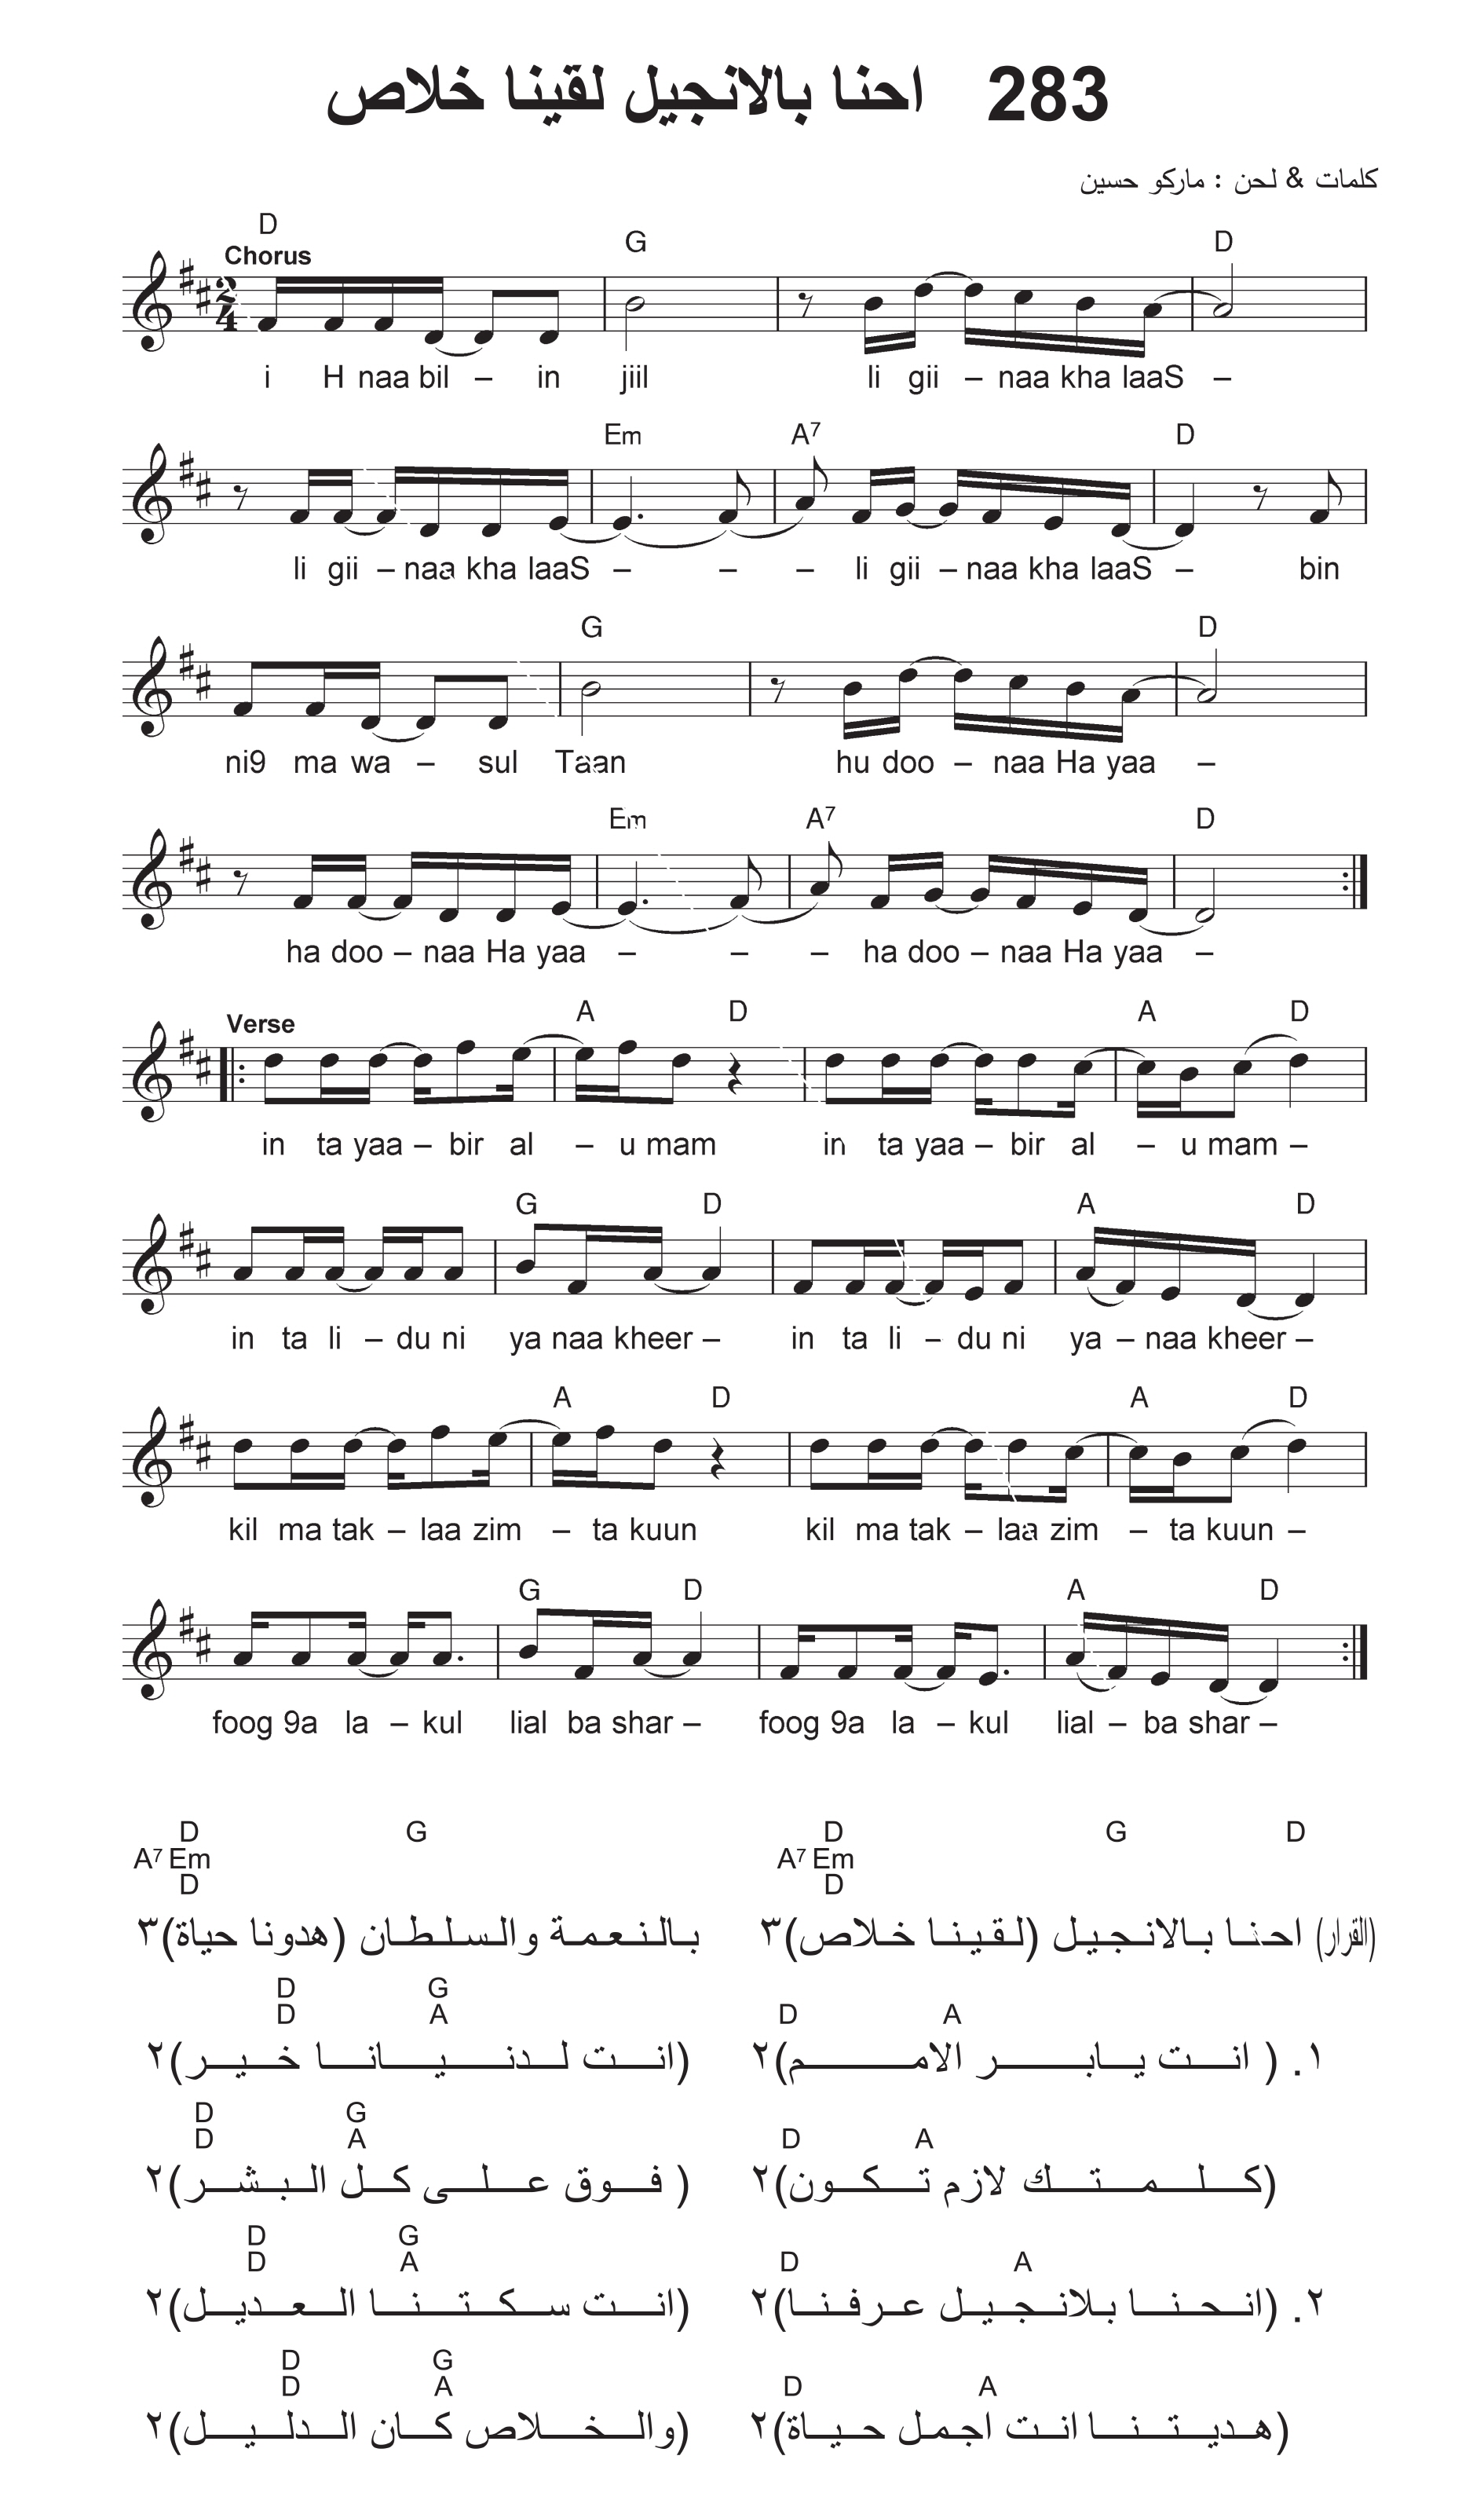 283 احنا بالانجيل لقينا خلاص
كلمات & لحن : ماركو حسين
D
Chorus G D
2/4
i H naa bil – in jiil li gii – naa kha laaS –
Em A7 D
li gii – naa kha laaS – – – li gii – naa kha laaS – bin
G D
ni9 ma wa – sul Taan hu doo – naa Ha yaa –
Em A7 D
ha doo – naa Ha yaa – – – ha doo – naa Ha yaa –
Verse A D A D
in ta yaa – bir al – u mam in ta yaa – bir al – u mam –
G D A D
in ta li – du ni ya naa kheer – in ta li – du ni ya – naa kheer –
A D A D
kil ma tak – laa zim – ta kuun kil ma tak – laa zim – ta kuun –
G D A D
foog 9a la – kul lial ba shar – foog 9a la – kul lial – ba shar –
D G D G D
A7 Em A7 Em
D D
(القرار) احنا بالانجيل (لقينا خلاص)٣ بالنعمة والسلطان (هدونا حياة)٣
D G
D A D A
١. ( انت يابر الامم)٢ (انت لدنيانا خير)٢
D G
D A D A
(كلمتك لازم تكون)٢ ( فوق على كل البشر)٢
D G
D A D A
٢. (انحنا بلانجيل عرفنا)٢ (انت سكتنا العديل)٢
D G
D A D A
(هديتنا انت اجمل حياة)٢ (والخلاص كان الدليل)٢